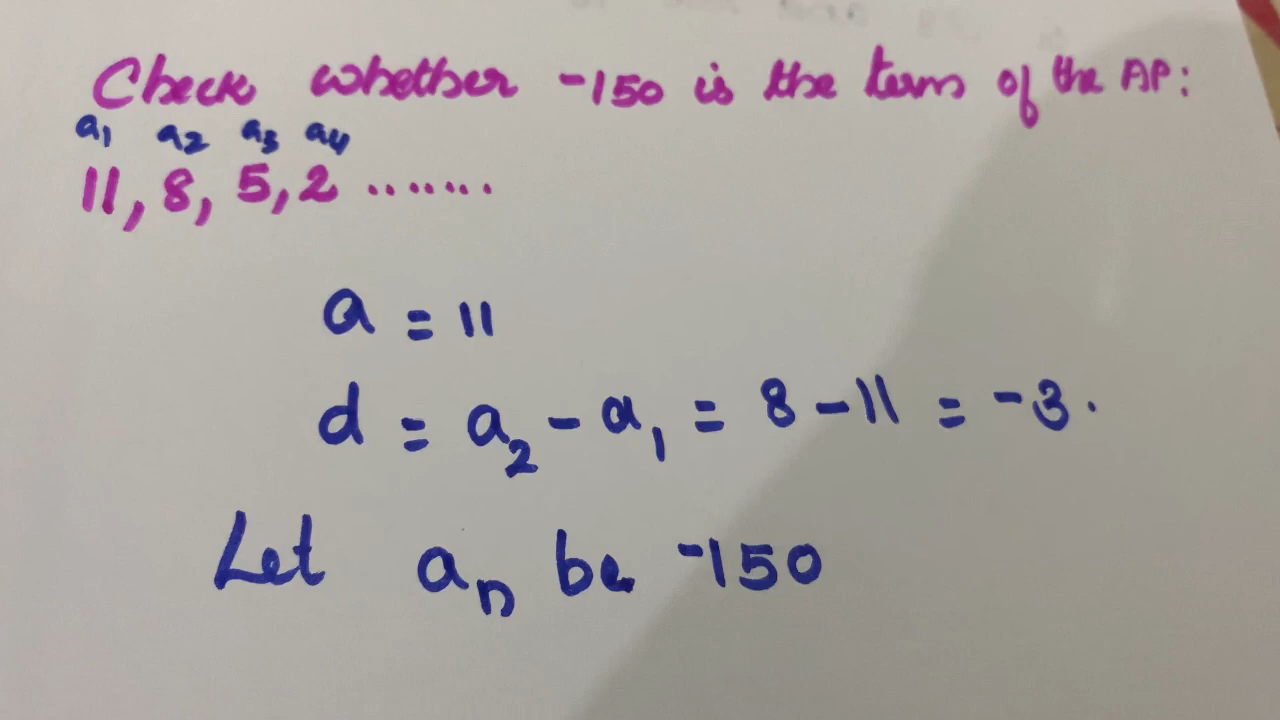 Check whether -150 is the term of the AP:
a1 a2 a3 a4
11, 8, 5, 2 .......
a = 11
d = a2 - a1 = 8 - 11 = -3.
Let an be -150